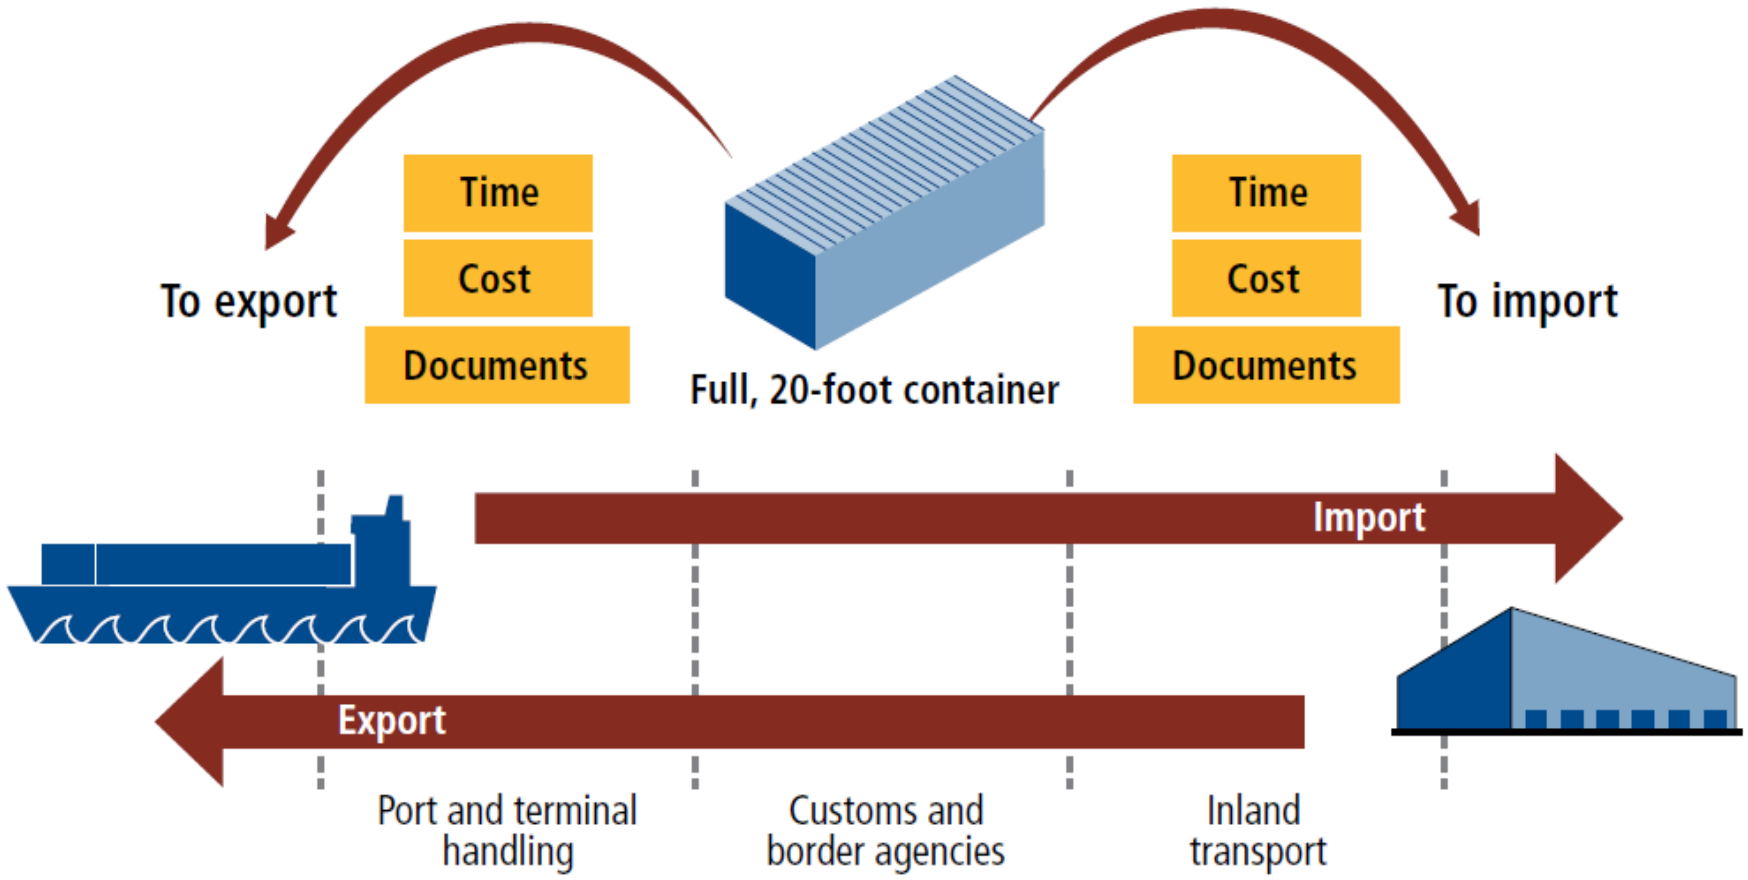 Time
Cost
Documents
To export
Full, 20-foot container
Time
Cost
Documents
To import
Import
Export
Port and terminal
handling
Customs and
border agencies
Inland
transport